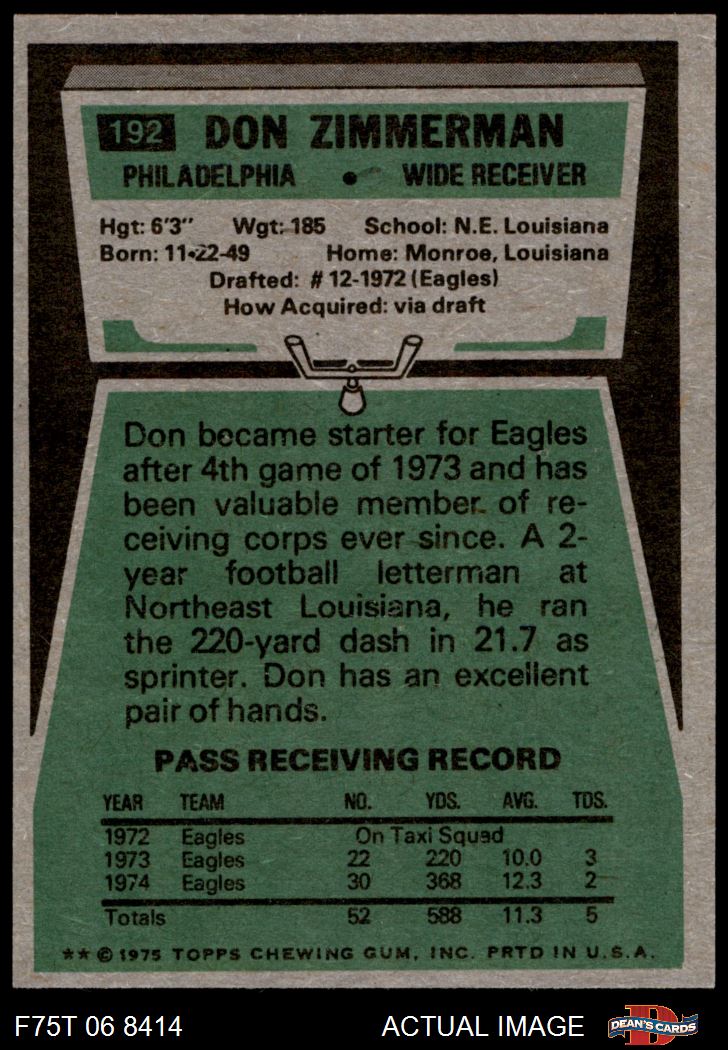 192 DON ZIMMERMAN
PHILADELPHIA • WIDE RECEIVER
Hgt: 6'3" Wgt: 185 School: N.E. Louisiana
Born: 11-22-49 Home: Monroe, Louisiana
Drafted: #12-1972 (Eagles)
How Acquired: via draft
Don became starter for Eagles
after 4th game of 1973 and has
been valuable member of re-
ceiving corps ever since. A 2-
year football letterman at
Northeast Louisiana, he ran
the 220-yard dash in 21.7 as
sprinter. Don has an excellent
pair of hands.
PASS RECEIVING RECORD
YEAR TEAM NO. YDS. AVG. TDS.
1972 Eagles On Taxi Squad
1973 Eagles 22 220 10.0 3
1974 Eagles 30 368 12.3 2
Totals 52 588 11.3 5
** © 1975 TOPPS CHEWING GUM, INC. PRTD IN U.S.A.
F75T 06 8414 ACTUAL IMAGE D DEAN'S CARDS